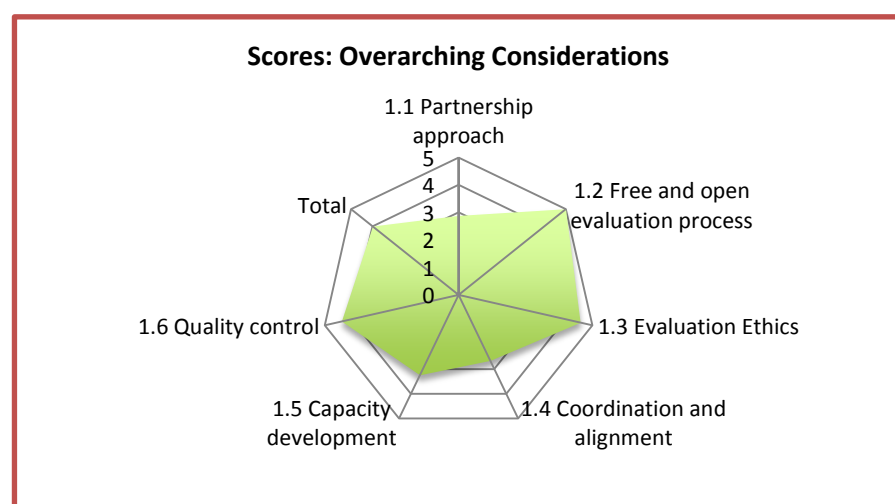 Scores: Overarching Considerations
1.1 Partnership
approach
5
4
3
2
1
0
1.2 Free and open
evaluation process
1.3 Evaluation Ethics
1.4 Coordination and
alignment
1.5 Capacity
development
1.6 Quality control
Total